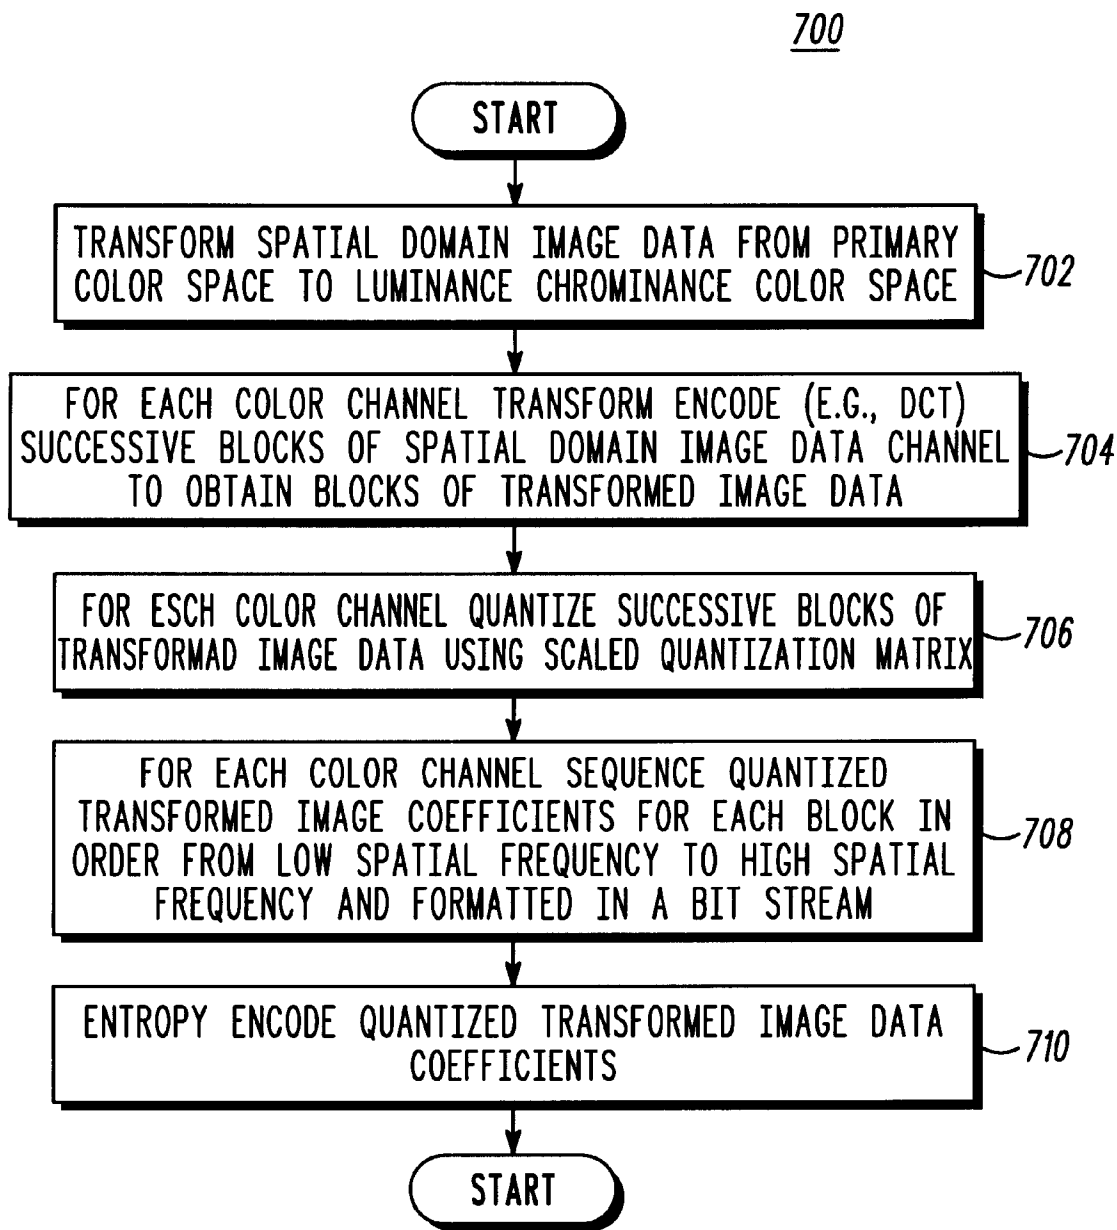 700
START
TRANSFORM SPATIAL DOMAIN IMAGE DATA FROM PRIMARY
COLOR SPACE TO LUMINANCE CHROMINANCE COLOR SPACE
702
FOR EACH COLOR CHANNEL TRANSFORM ENCODE (E.G., DCT)
SUCCESSIVE BLOCKS OF SPATIAL DOMAIN IMAGE DATA CHANNEL
TO OBTAIN BLOCKS OF TRANSFORMED IMAGE DATA
704
FOR ESCH COLOR CHANNEL QUANTIZE SUCCESSIVE BLOCKS OF
TRANSFORMAD IMAGE DATA USING SCALED QUANTIZATION MATRIX
706
FOR EACH COLOR CHANNEL SEQUENCE QUANTIZED
TRANSFORMED IMAGE COEFFICIENTS FOR EACH BLOCK IN
ORDER FROM LOW SPATIAL FREQUENCY TO HIGH SPATIAL
FREQUENCY AND FORMATTED IN A BIT STREAM
708
ENTROPY ENCODE QUANTIZED TRANSFORMED IMAGE DATA
COEFFICIENTS
710
START